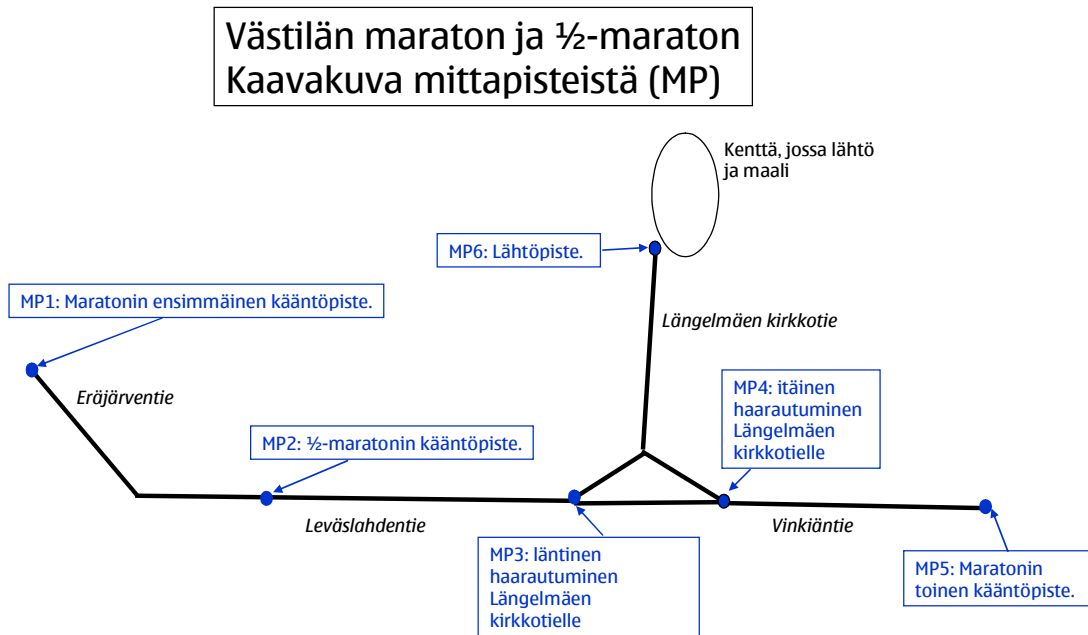 Västilän maraton ja ½-maraton
Kaavakuva mittapisteistä (MP)
Kenttä, jossa lähtö
ja maali
MP6: Lähtöpiste.
MP1: Maratonin ensimmäinen kääntöpiste.
Längelmäen kirkkotie
Eräjärventie
MP4: itäinen
haarautuminen
Längelmäen
kirkkotielle
MP2: ½-maratonin kääntöpiste.
Leväslahdentie
Vinkiäntie
MP3: läntinen
haarautuminen
Längelmäen
kirkkotielle
MP5: Maratonin
toinen kääntöpiste.